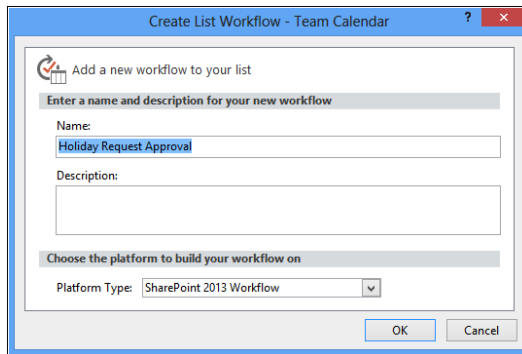 Create List Workflow - Team Calendar
?
×
Add a new workflow to your list
Enter a name and description for your new workflow
Name:
Holiday Request Approval
Description:
Choose the platform to build your workflow on
Platform Type: SharePoint 2013 Workflow
OK Cancel